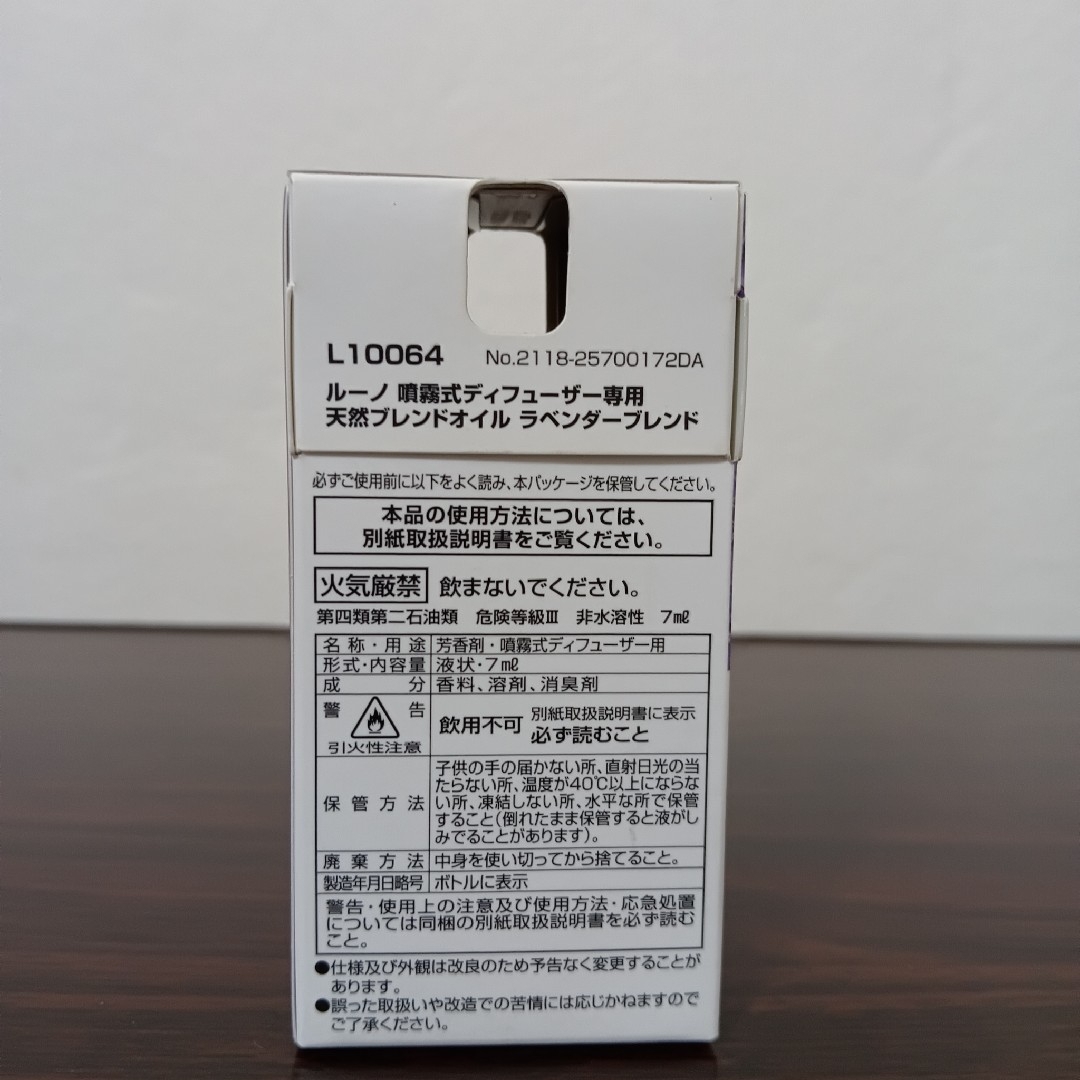 L10064 No.2118-25700172DA
ルーノ 噴霧式ディフューザー専用
天然ブレンドオイル ラベンダーブレンド
必ずご使用前に以下をよく読み、本パッケージを保管してください。
本品の使用方法については、
別紙取扱説明書をご覧ください。
火気厳禁 飲まないでください。
第四類第二石油類 危険等級Ⅲ 非水溶性 7㎖
名称・用途 芳香剤・噴霧式ディフューザー用
形式・内容量 液状・7㎖
成分 香料、溶剤、消臭剤
警告 飲用不可 別紙取扱説明書に表示
引火性注意 必ず読むこと
保管方法 子供の手の届かない所、直射日光の当
たらない所、温度が40℃以上にならな
い所、凍結しない所、水平な所で保管
すること(倒れたまま保管すると液がし
みでることがあります)。
廃棄方法 中身を使い切ってから捨てること。
製造年月日略号 ボトルに表示
警告・使用上の注意及び使用方法・応急処置
については同梱の別紙取扱説明書を必ず読む
こと。
●仕様及び外観は改良のため予告なく変更することが
あります。
●誤った取扱いや改造での苦情には応じかねますので
ご了承ください。